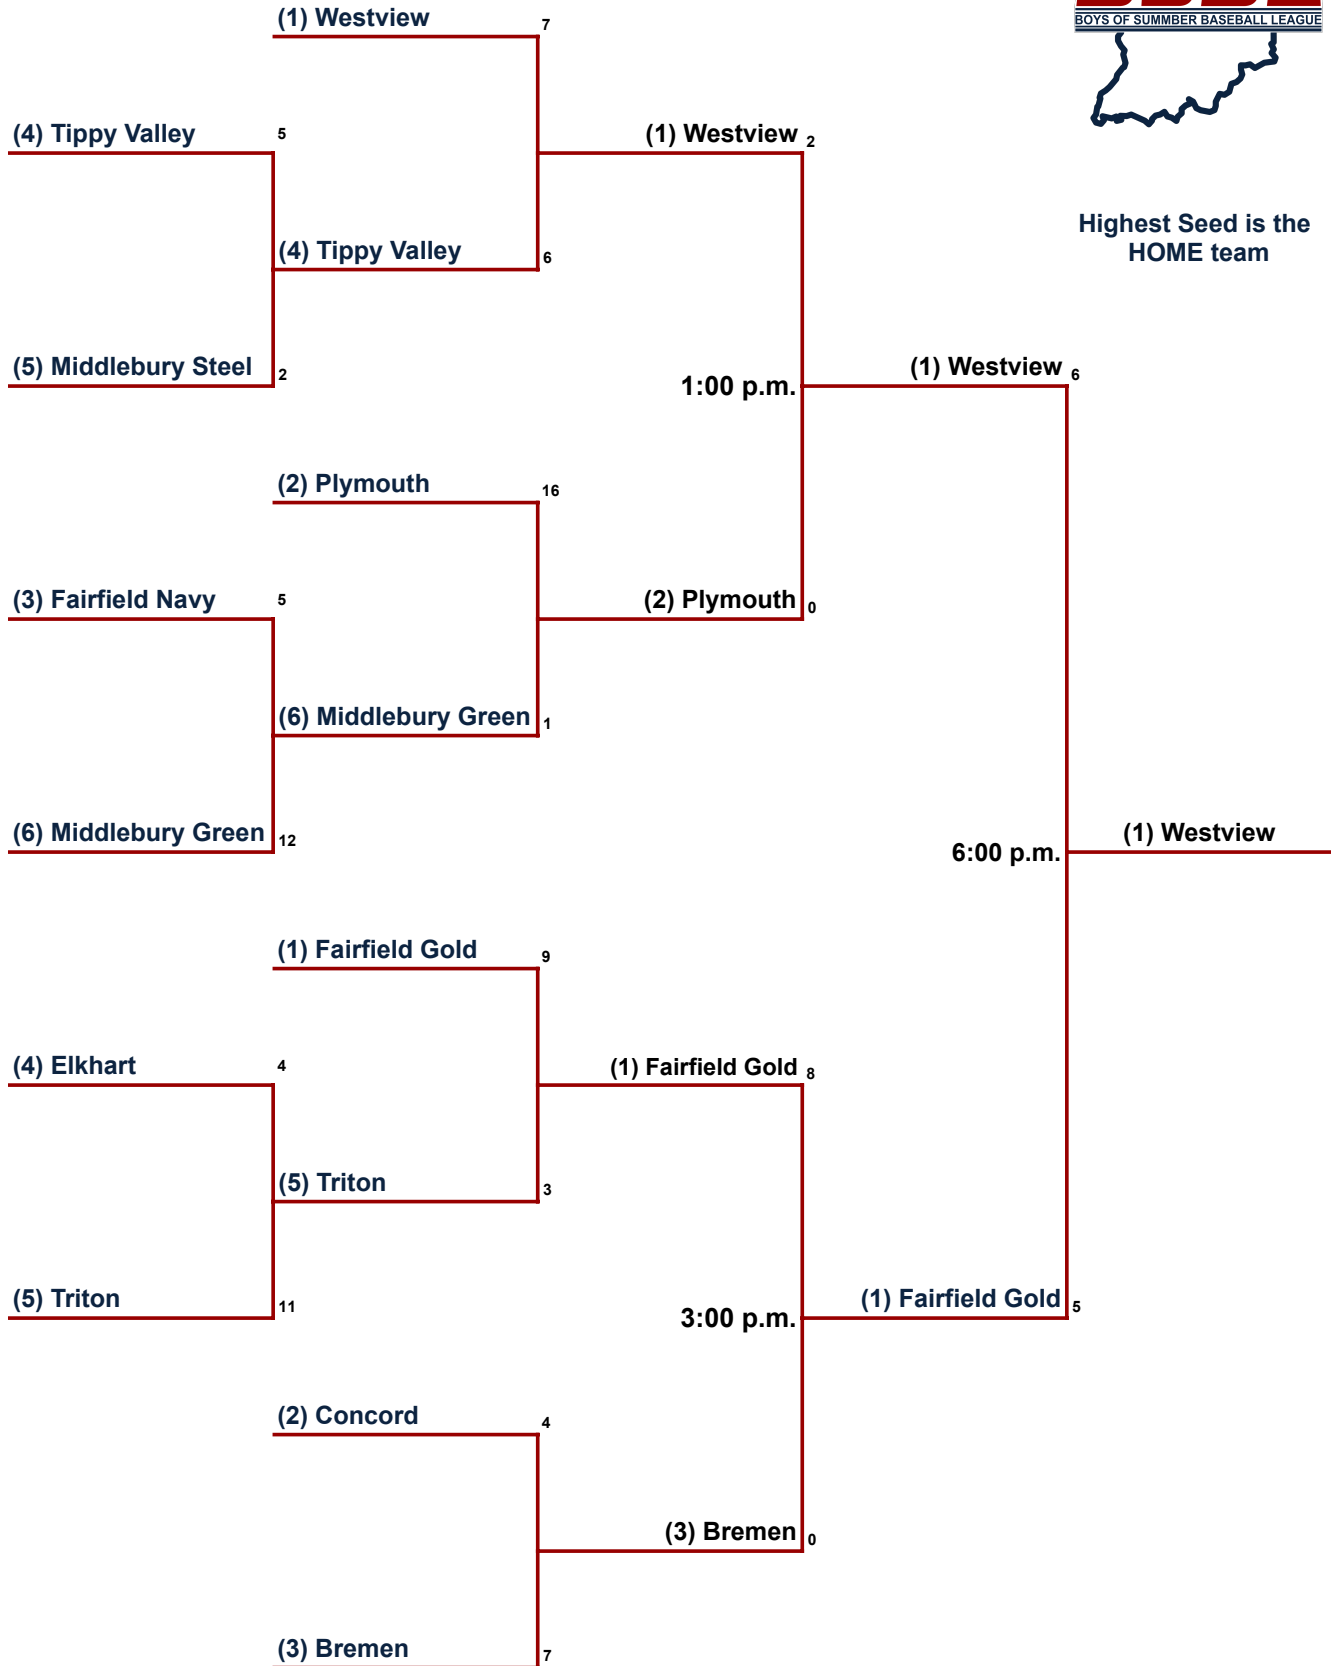 (1) Westview
7
BOYS OF SUMMBER BASEBALL LEAGUE
(4) Tippy Valley
5
(1) Westview
2
Highest Seed is the
HOME team
(4) Tippy Valley
6
(5) Middlebury Steel
2
1:00 p.m.
(1) Westview
6
(2) Plymouth
16
(3) Fairfield Navy
5
(2) Plymouth
0
(6) Middlebury Green
1
(6) Middlebury Green
12
6:00 p.m.
(1) Westview
(1) Fairfield Gold
9
(4) Elkhart
4
(1) Fairfield Gold
8
(5) Triton
3
(5) Triton
11
3:00 p.m.
(1) Fairfield Gold
5
(2) Concord
4
(3) Bremen
0
(3) Bremen
7